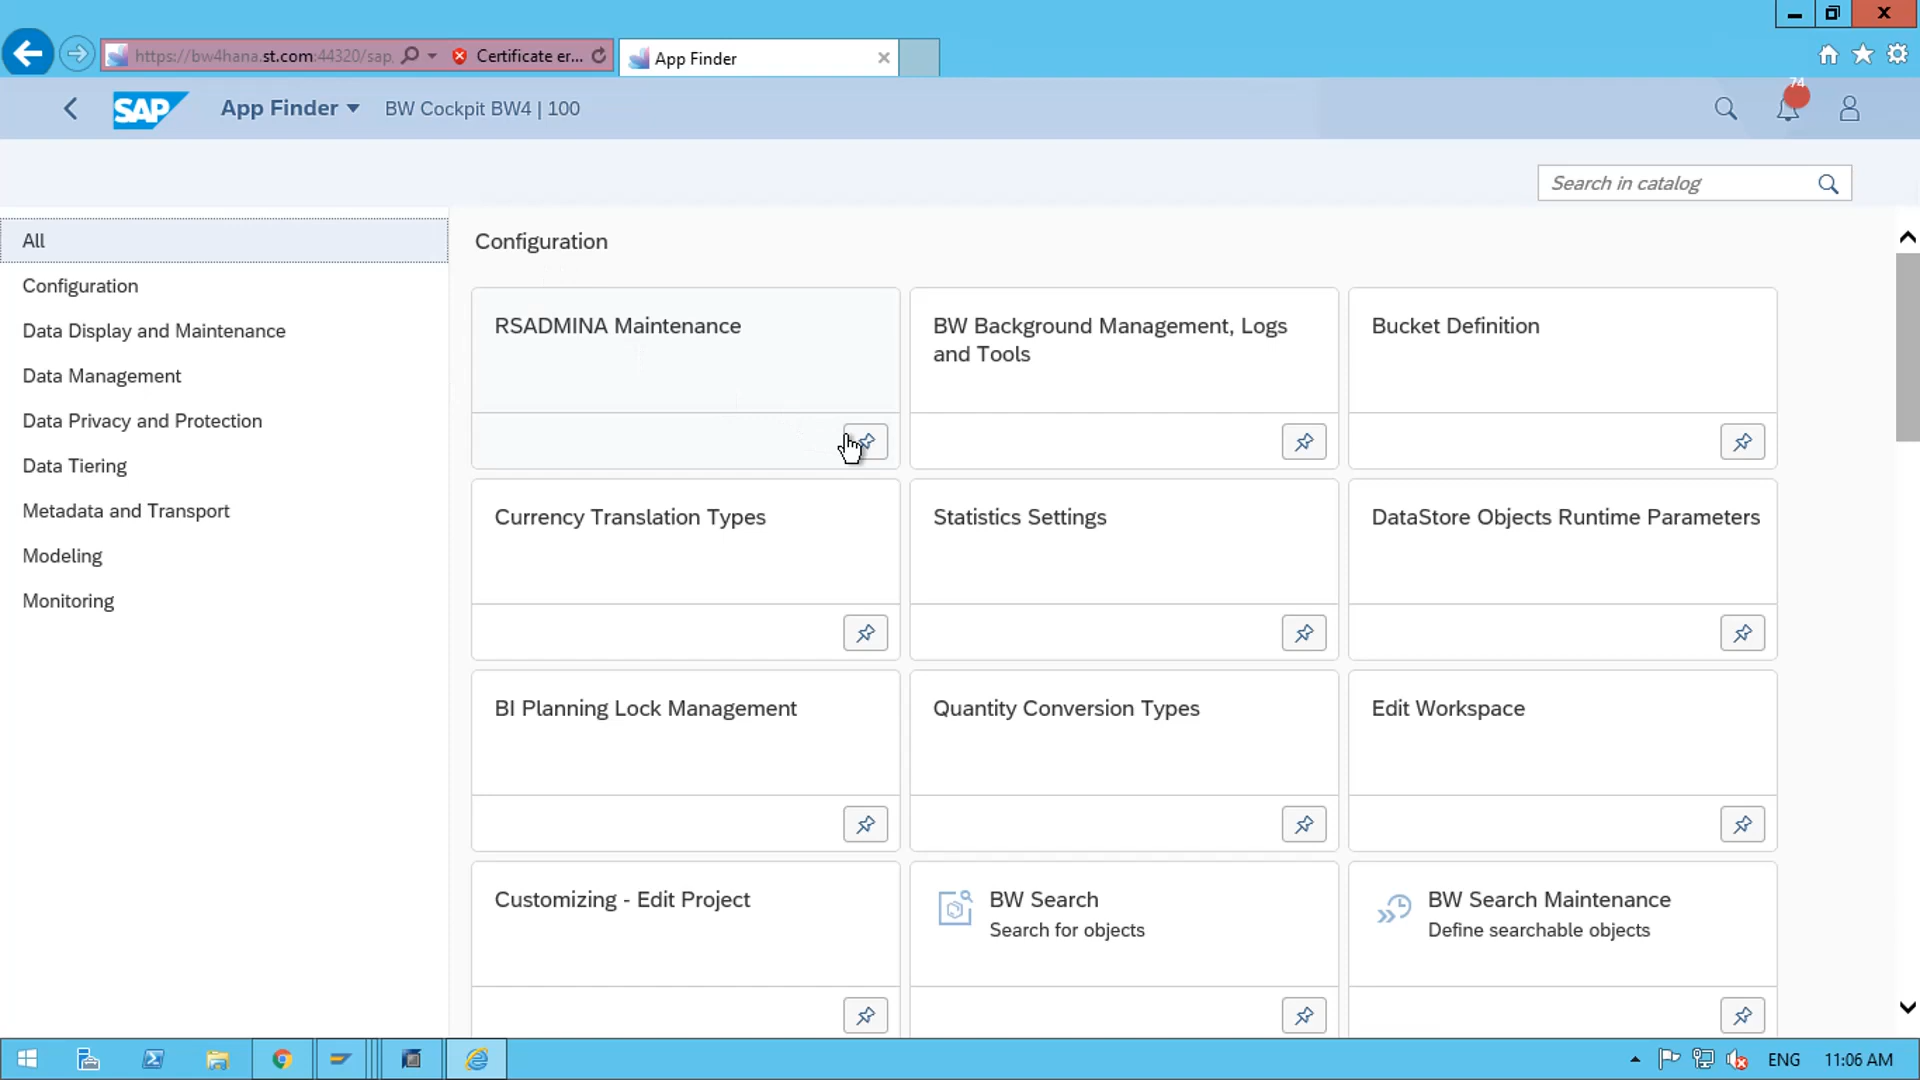 https://bw4hana.st.com:44320/sap,
Certificate er...
App Finder
SAP
App Finder
BW Cockpit BW4 | 100
74
Search in catalog
All
Configuration
Data Display and Maintenance
Data Management
Data Privacy and Protection
Data Tiering
Metadata and Transport
Modeling
Monitoring
Configuration
RSADMINA Maintenance
BW Background Management, Logs
and Tools
Bucket Definition
Currency Translation Types
Statistics Settings
DataStore Objects Runtime Parameters
BI Planning Lock Management
Quantity Conversion Types
Edit Workspace
Customizing - Edit Project
BW Search
Search for objects
BW Search Maintenance
Define searchable objects
ENG
11:06 AM